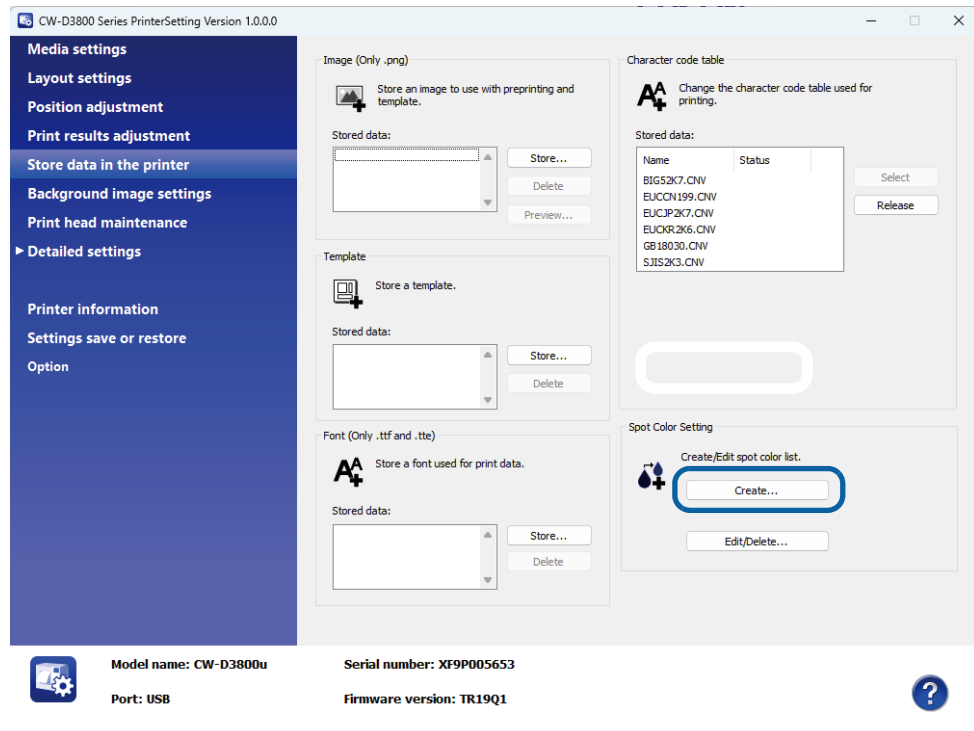 CW-D3800 Series PrinterSetting Version 1.0.0.0
Media settings
Layout settings
Position adjustment
Print results adjustment
Store data in the printer
Background image settings
Print head maintenance
Detailed settings
Printer information
Settings save or restore
Option
Image (Only .png)
Store an image to use with preprinting and
template.
Stored data:
Store...
Delete
Preview...
Template
Store a template.
Stored data:
Store...
Delete
Font (Only .ttf and .tte)
Store a font used for print data.
Stored data:
Store...
Delete
Character code table
Change the character code table used for
printing.
Stored data:
Name Status
BIG52K7.CNV
EUCCN199.CNV
EUCJP2K7.CNV
EUCKR2K6.CNV
GB18030.CNV
SJIS2K3.CNV
Select
Release
Spot Color Setting
Create/Edit spot color list.
Create...
Edit/Delete...
Model name: CW-D3800u
Serial number: XF9P005653
Port: USB
Firmware version: TR19Q1
?